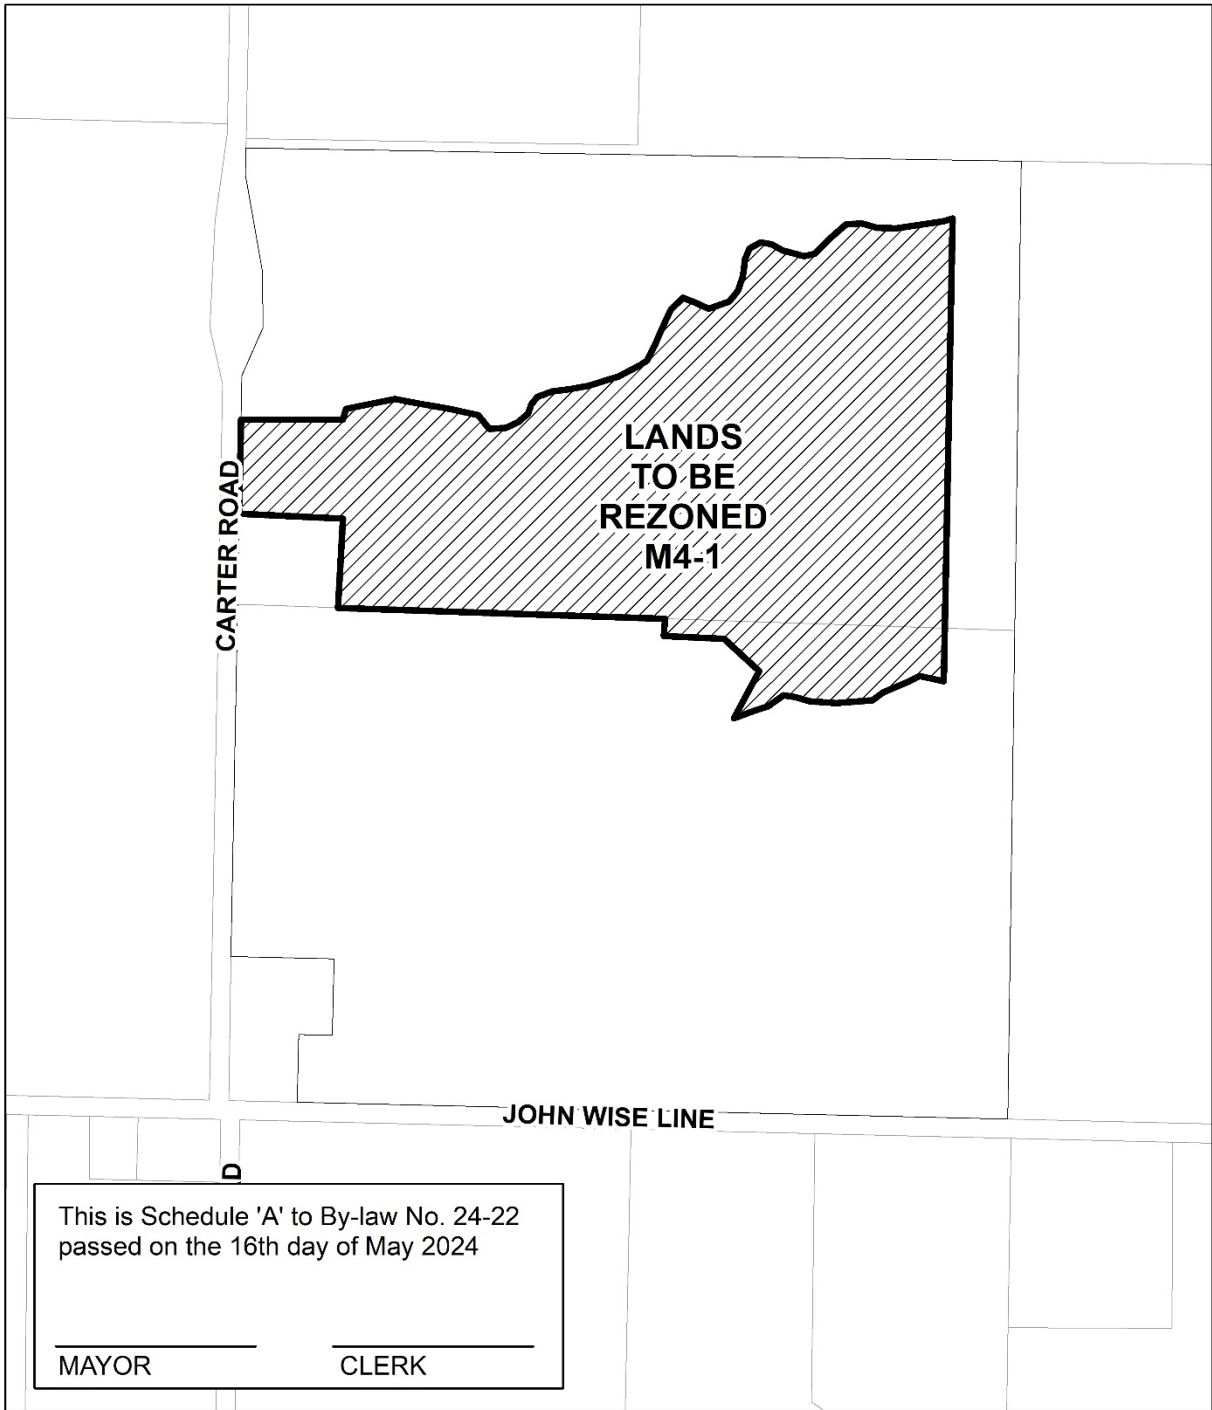 LANDS
TO BE
REZONED
M4-1
CARTER ROAD
JOHN WISE LINE
D
This is Schedule 'A' to By-law No. 24-22
passed on the 16th day of May 2024
MAYOR CLERK